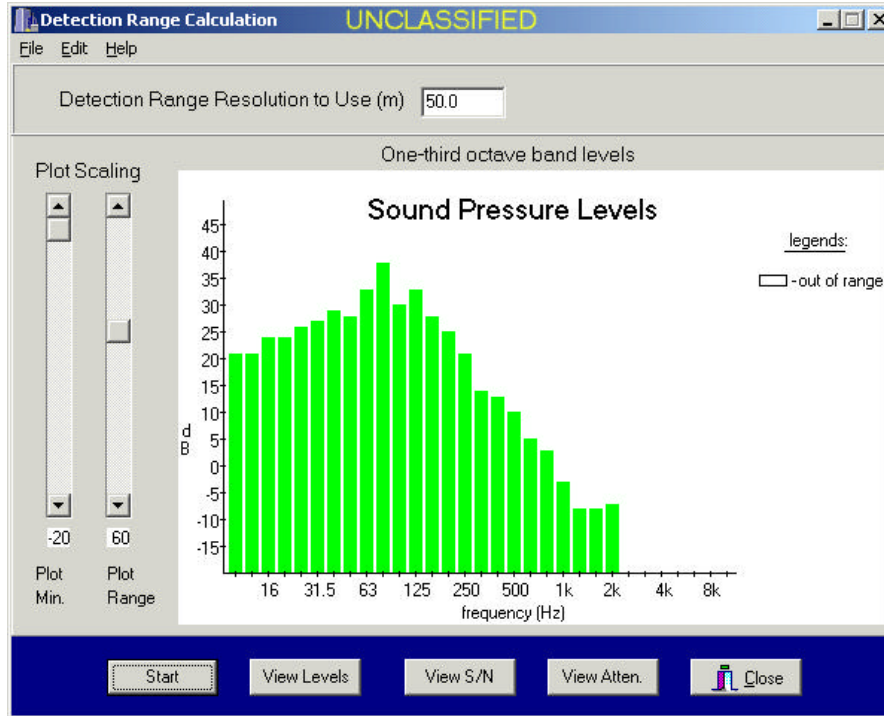 Detection Range Calculation UNCLASSIFIED
File Edit Help
Detection Range Resolution to Use (m) 50.0
One-third octave band levels
Plot Scaling
Sound Pressure Levels
legends:
-out of range
45
40
35
30
25
20
15
10
5
0
-5
-10
-15
dB
16 31.5 63 125 250 500 1k 2k 4k 8k
frequency (Hz)
-20 60
Plot Plot
Min. Range
Start View Levels View S/N View Atten. Close